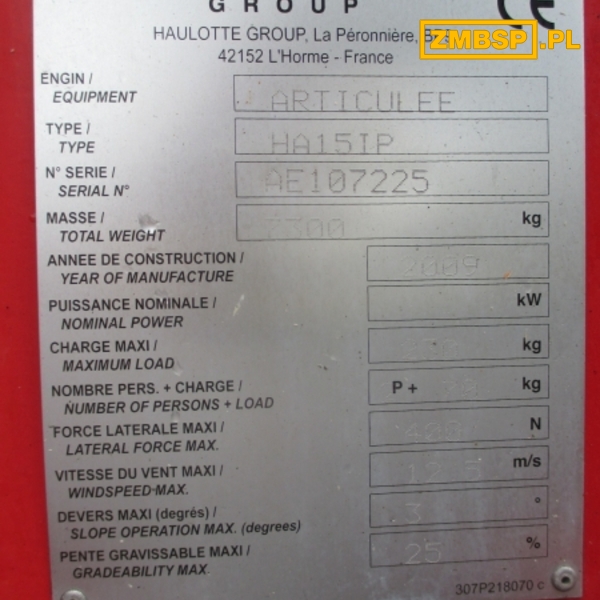 GROUP
CE
ZMBSP.PL
HAULOTTE GROUP, La Péronnière,
42152 L'Horme - France
ENGIN /
EQUIPMENT
ARTICULEE
TYPE /
TYPE
HA15IP
N° SERIE /
SERIAL N°
AE107225
MASSE /
TOTAL WEIGHT
kg
ANNEE DE CONSTRUCTION /
YEAR OF MANUFACTURE
2009
PUISSANCE NOMINALE /
NOMINAL POWER
kW
CHARGE MAXI /
MAXIMUM LOAD
kg
NOMBRE PERS. + CHARGE /
NUMBER OF PERSONS + LOAD
P +
kg
FORCE LATERALE MAXI /
LATERAL FORCE MAX.
400 N
VITESSE DU VENT MAXI /
WINDSPEED MAX.
m/s
DEVERS MAXI (degrés) /
SLOPE OPERATION MAX. (degrees)
3 °
PENTE GRAVISSABLE MAXI /
GRADEABILITY MAX.
25 %
307P218070 c